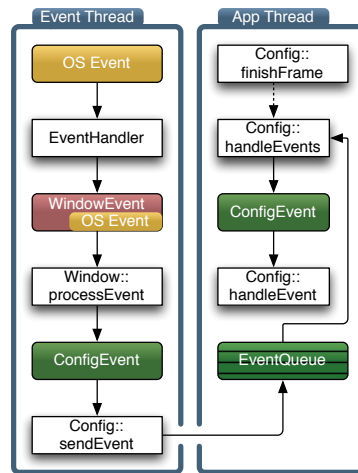 Event Thread
OS Event
EventHandler
WindowEvent
OS Event
Window::
processEvent
ConfigEvent
Config::
sendEvent
App Thread
Config::
finishFrame
Config::
handleEvents
ConfigEvent
Config::
handleEvent
EventQueue